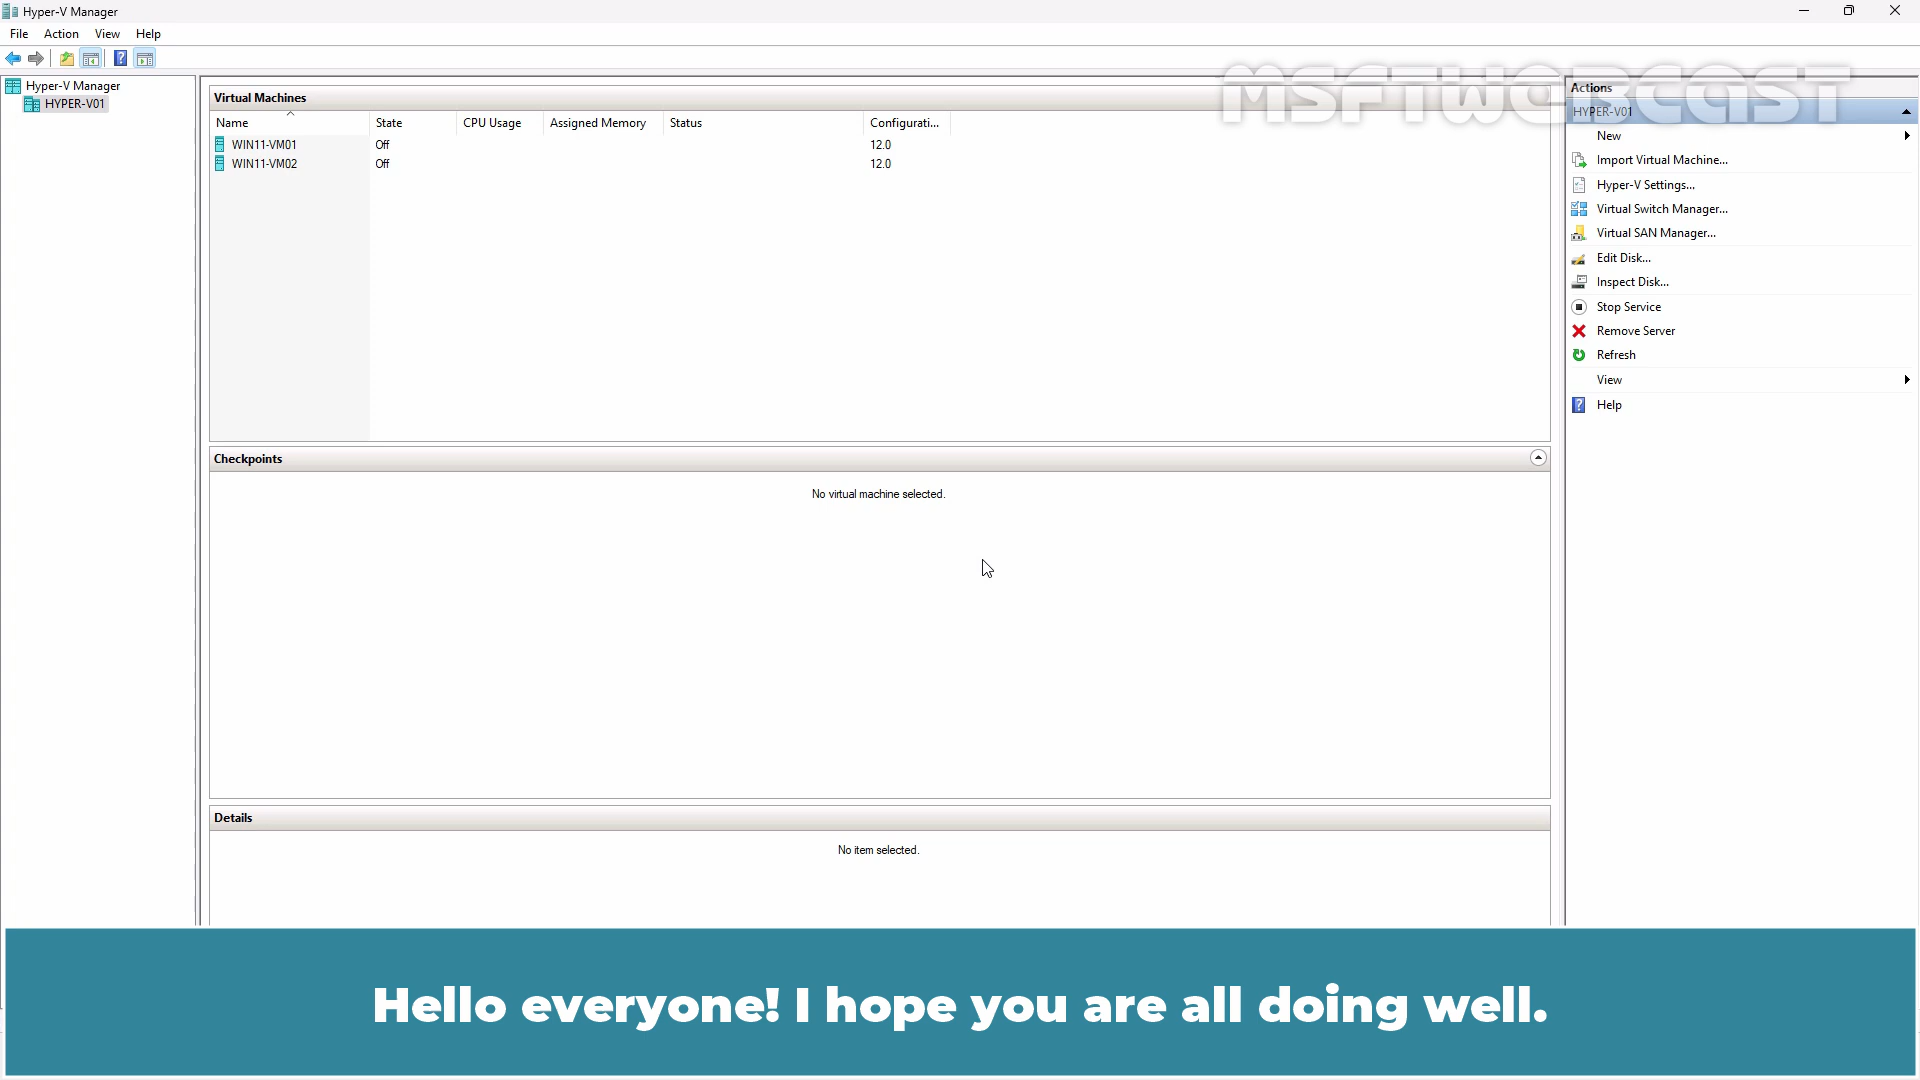 Hyper-V Manager
File Action View Help
MSFTWEBCAST
Hyper-V Manager
HYPER-V01
Virtual Machines
Name State CPU Usage Assigned Memory Status Configurati...
WIN11-VM01 Off 12.0
WIN11-VM02 Off 12.0
Checkpoints
No virtual machine selected.
Details
No item selected.
Actions
HYPER-V01
New
Import Virtual Machine...
Hyper-V Settings...
Virtual Switch Manager...
Virtual SAN Manager...
Edit Disk...
Inspect Disk...
Stop Service
Remove Server
Refresh
View
Help
Hello everyone! I hope you are all doing well.